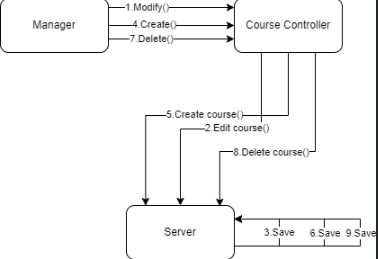 Manager
1.Modify()
4.Create()
7.Delete()
Course Controller
5.Create course()
2.Edit course()
8.Delete course()
Server
3.Save 6.Save 9.Save